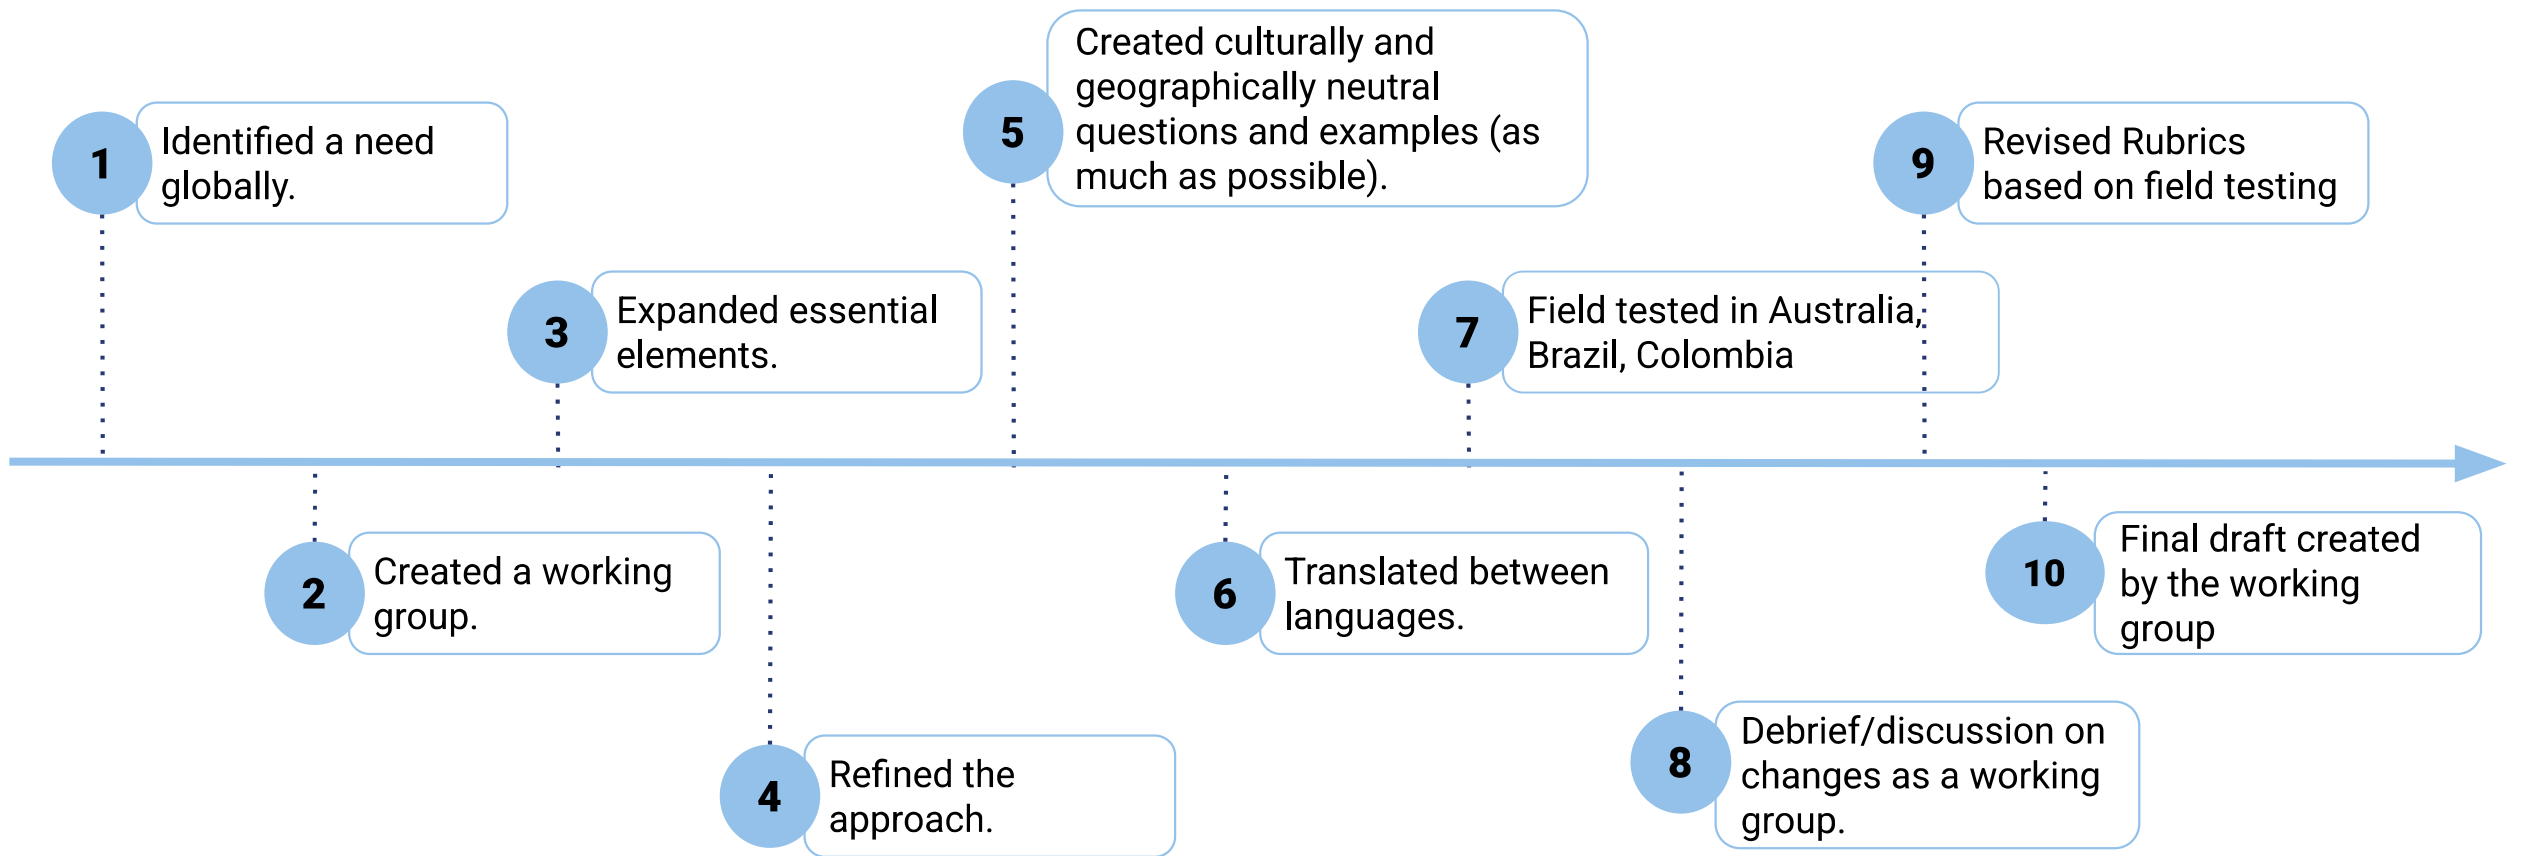 1
Identified a need
globally.
2
Created a working
group.
3
Expanded essential
elements.
4
Refined the
approach.
5
Created culturally and
geographically neutral
questions and examples (as
much as possible).
6
Translated between
languages.
7
Field tested in Australia,
Brazil, Colombia
8
Debrief/discussion on
changes as a working
group.
9
Revised Rubrics
based on field testing
10
Final draft created
by the working
group